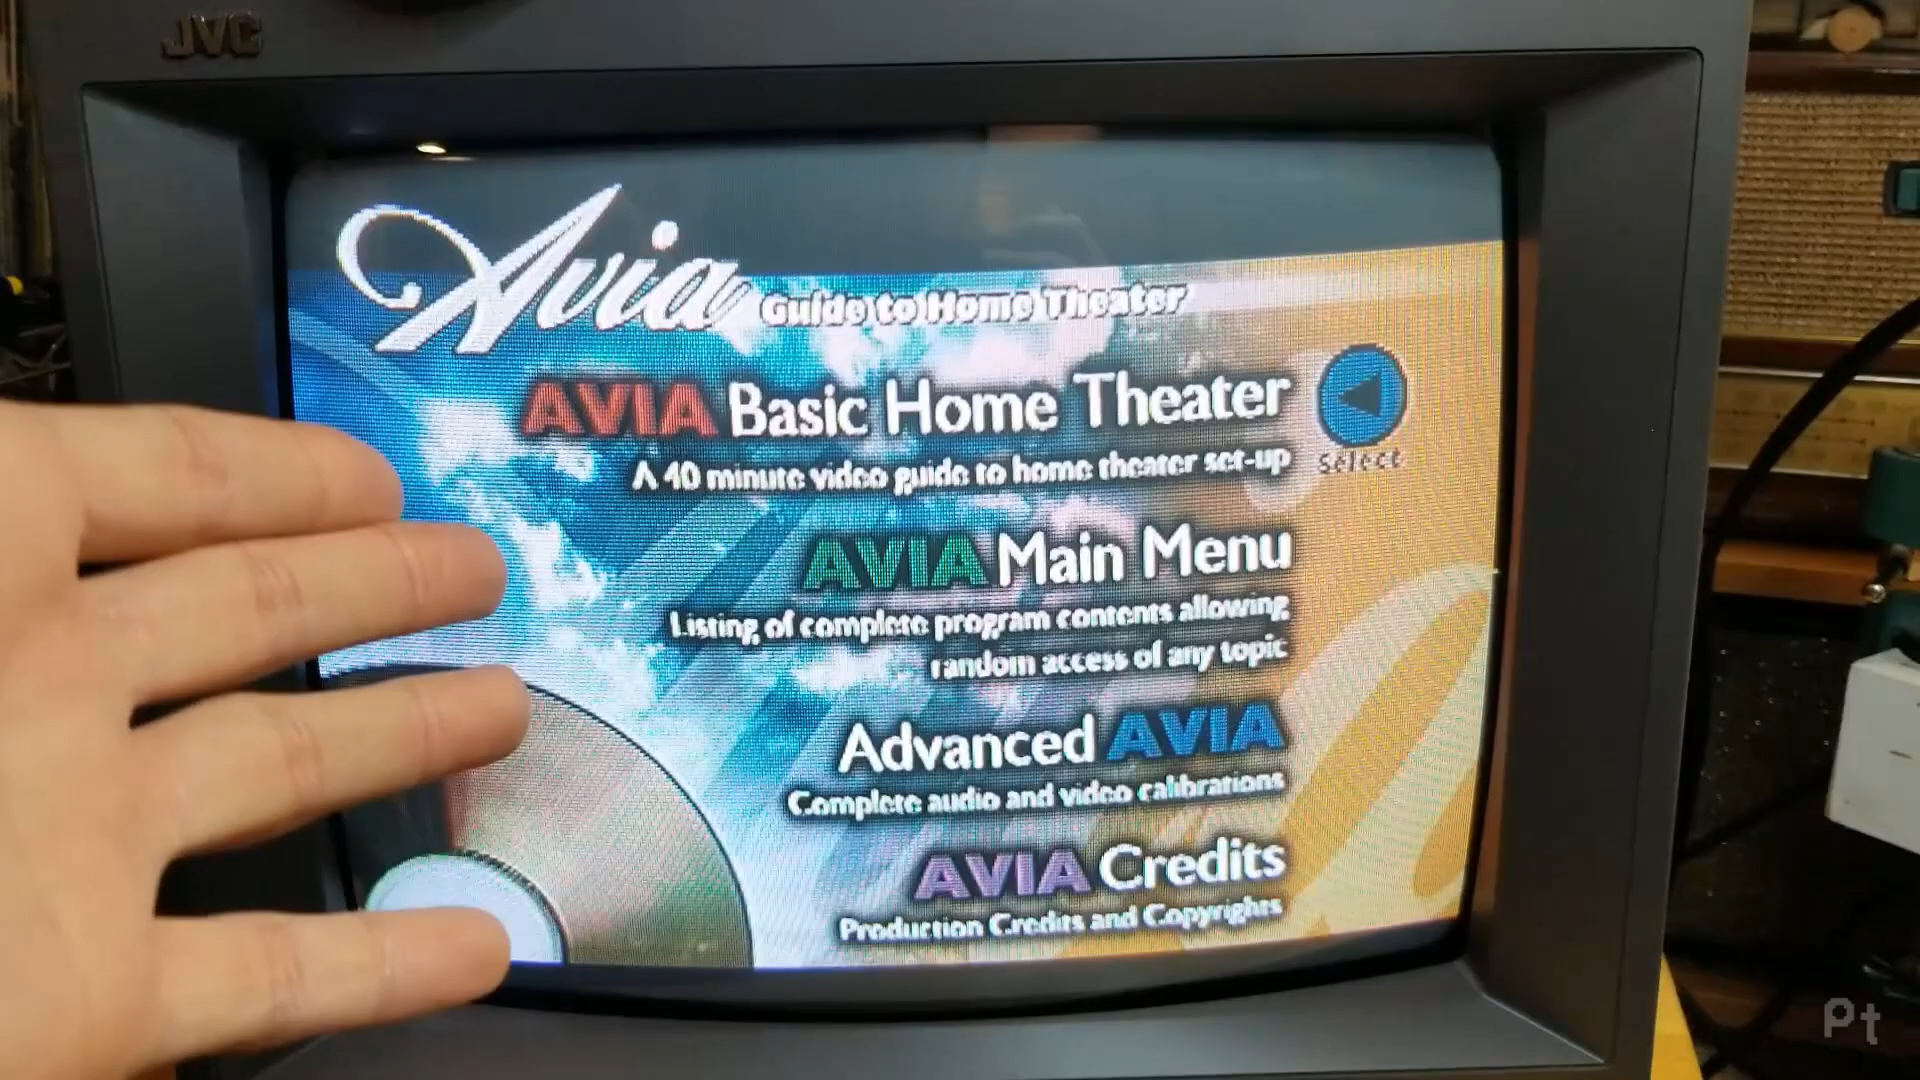 JVC
Avia
Guide to Home Theater
AVIA Basic Home Theater
A 40 minute video guide to home theater set-up
Select
AVIA Main Menu
Listing of complete program contents allowing
random access of any topic
Advanced AVIA
Complete audio and video calibrations
AVIA Credits
Production Credits and Copyrights
Pt